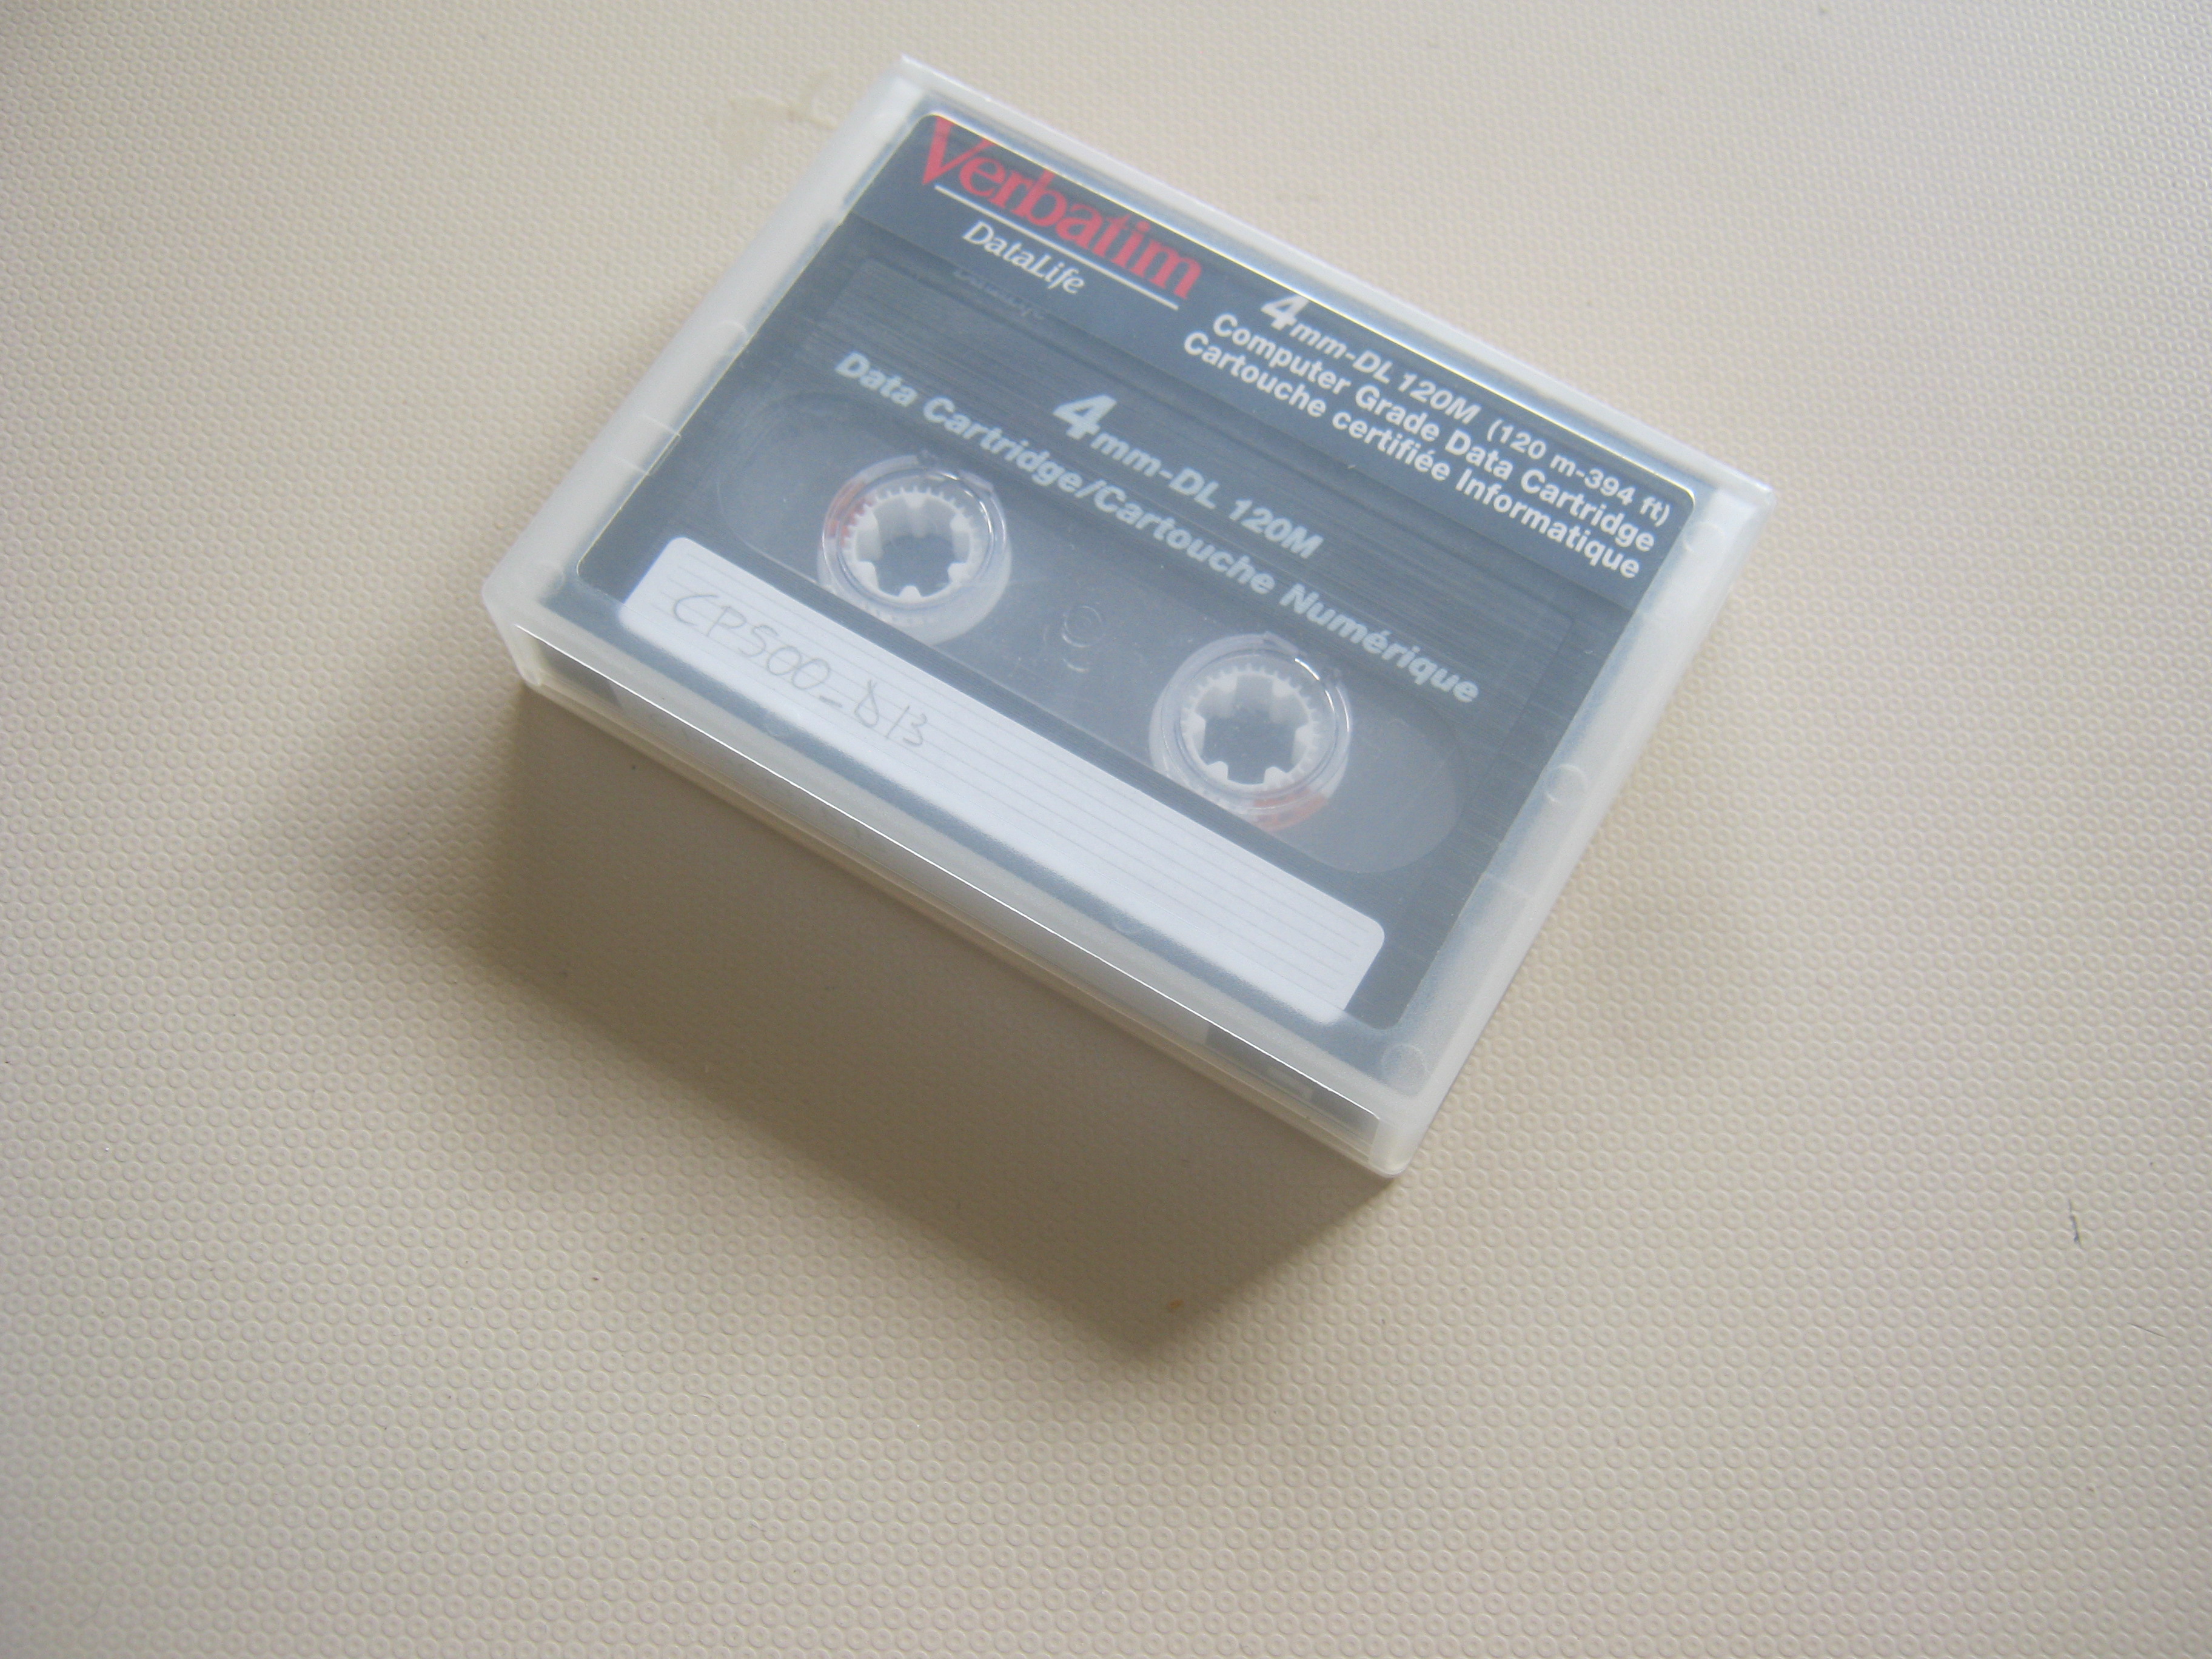 Verbatim
DataLife
4mm-DL 120M (120 m-394 ft)
Computer Grade Data Cartridge
Cartouche certifiée Informatique
4mm-DL 120M
Data Cartridge/Cartouche Numérique
CP500_DB